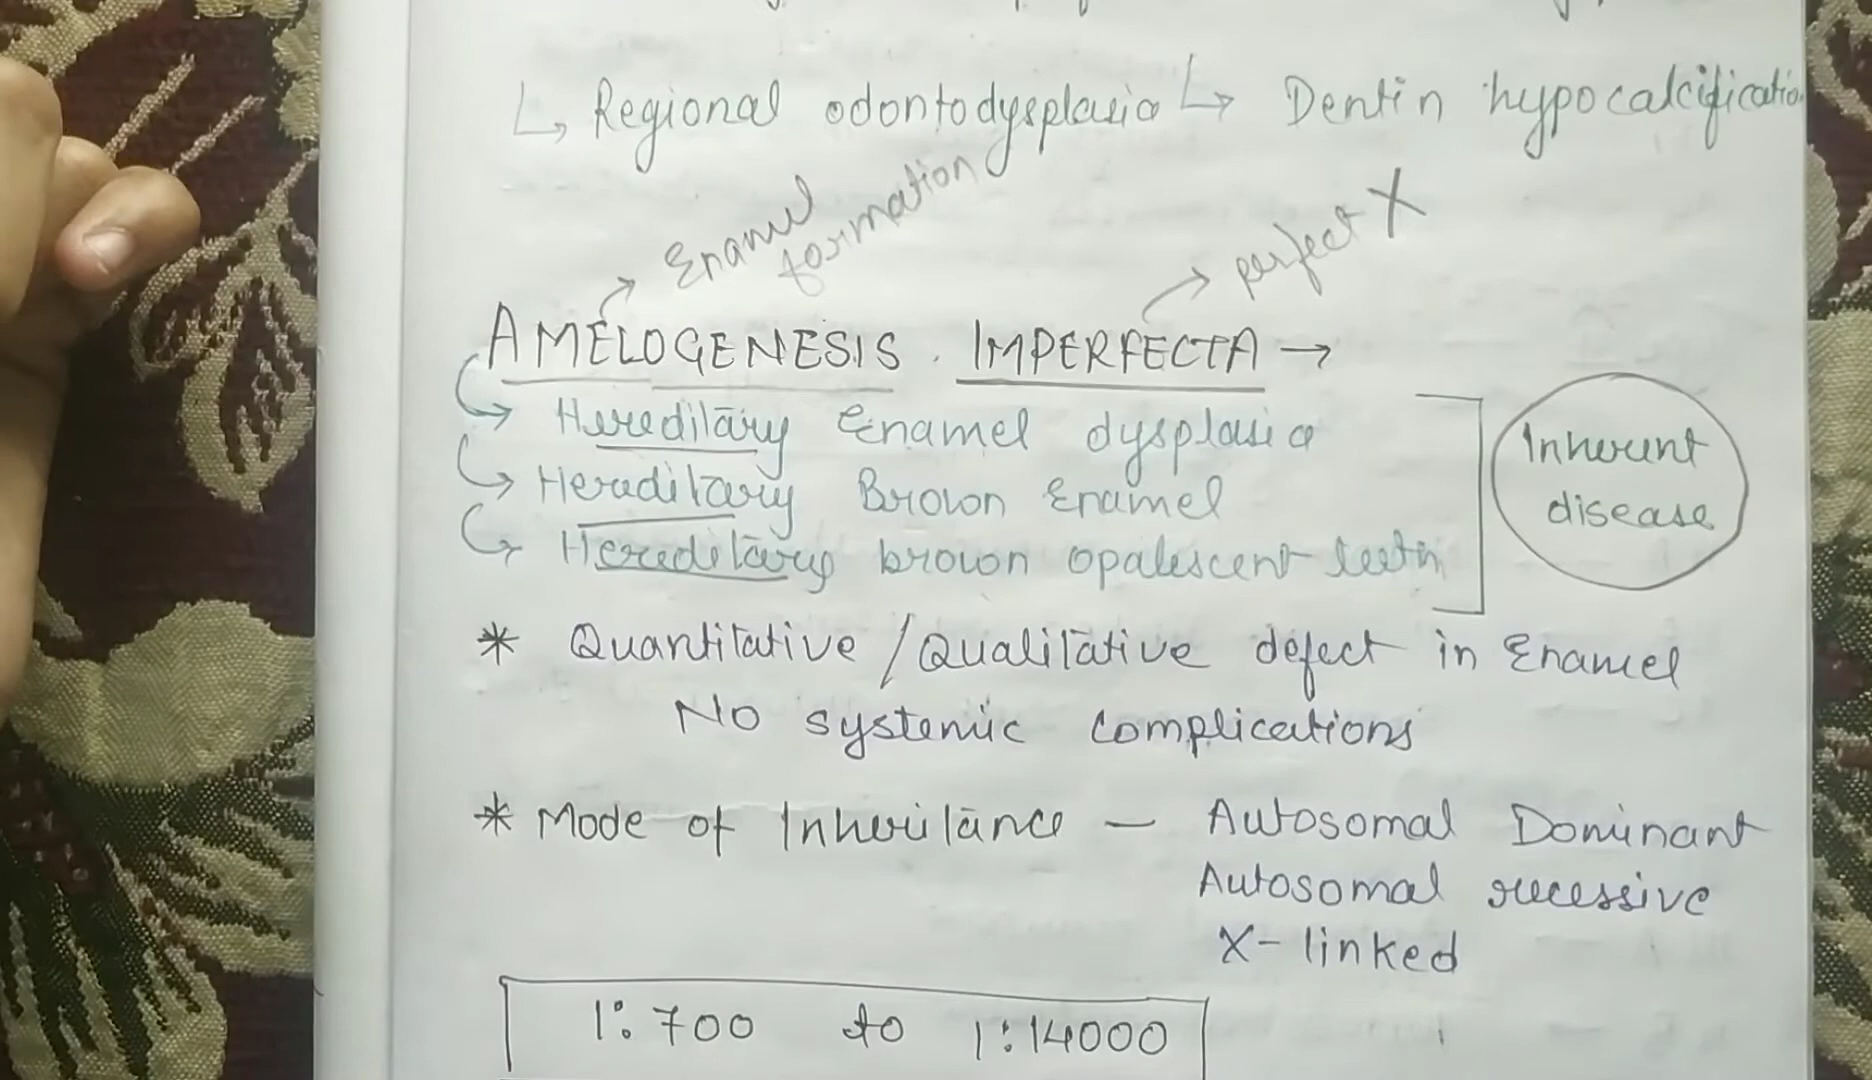 ↳ Regional odontodysplasia ↳ Dentin hypocalcificatio
Enamel formation
perfect X
AMELOGENESIS IMPERFECTA →
↳ Hereditary Enamel dysplasia
↳ Hereditary Brown Enamel
↳ Hereditary brown opalescent teeth
Inherent disease
* Quantitative / Qualitative defect in Enamel
No systemic complications
* Mode of Inheritance — Autosomal Dominant
Autosomal recessive
X-linked
1:700 to 1:14000